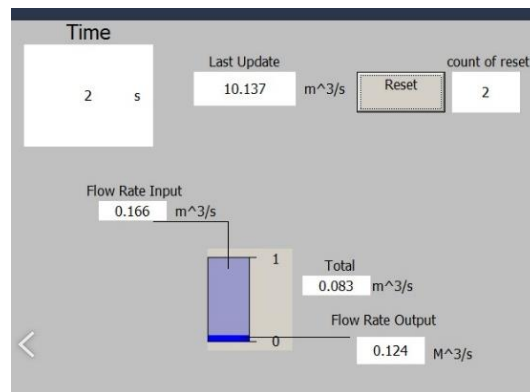 Time
2 s
Last Update
10.137 m^3/s
Reset
count of reset
2
Flow Rate Input
0.166 m^3/s
1
0
Total
0.083 m^3/s
Flow Rate Output
0.124 M^3/s